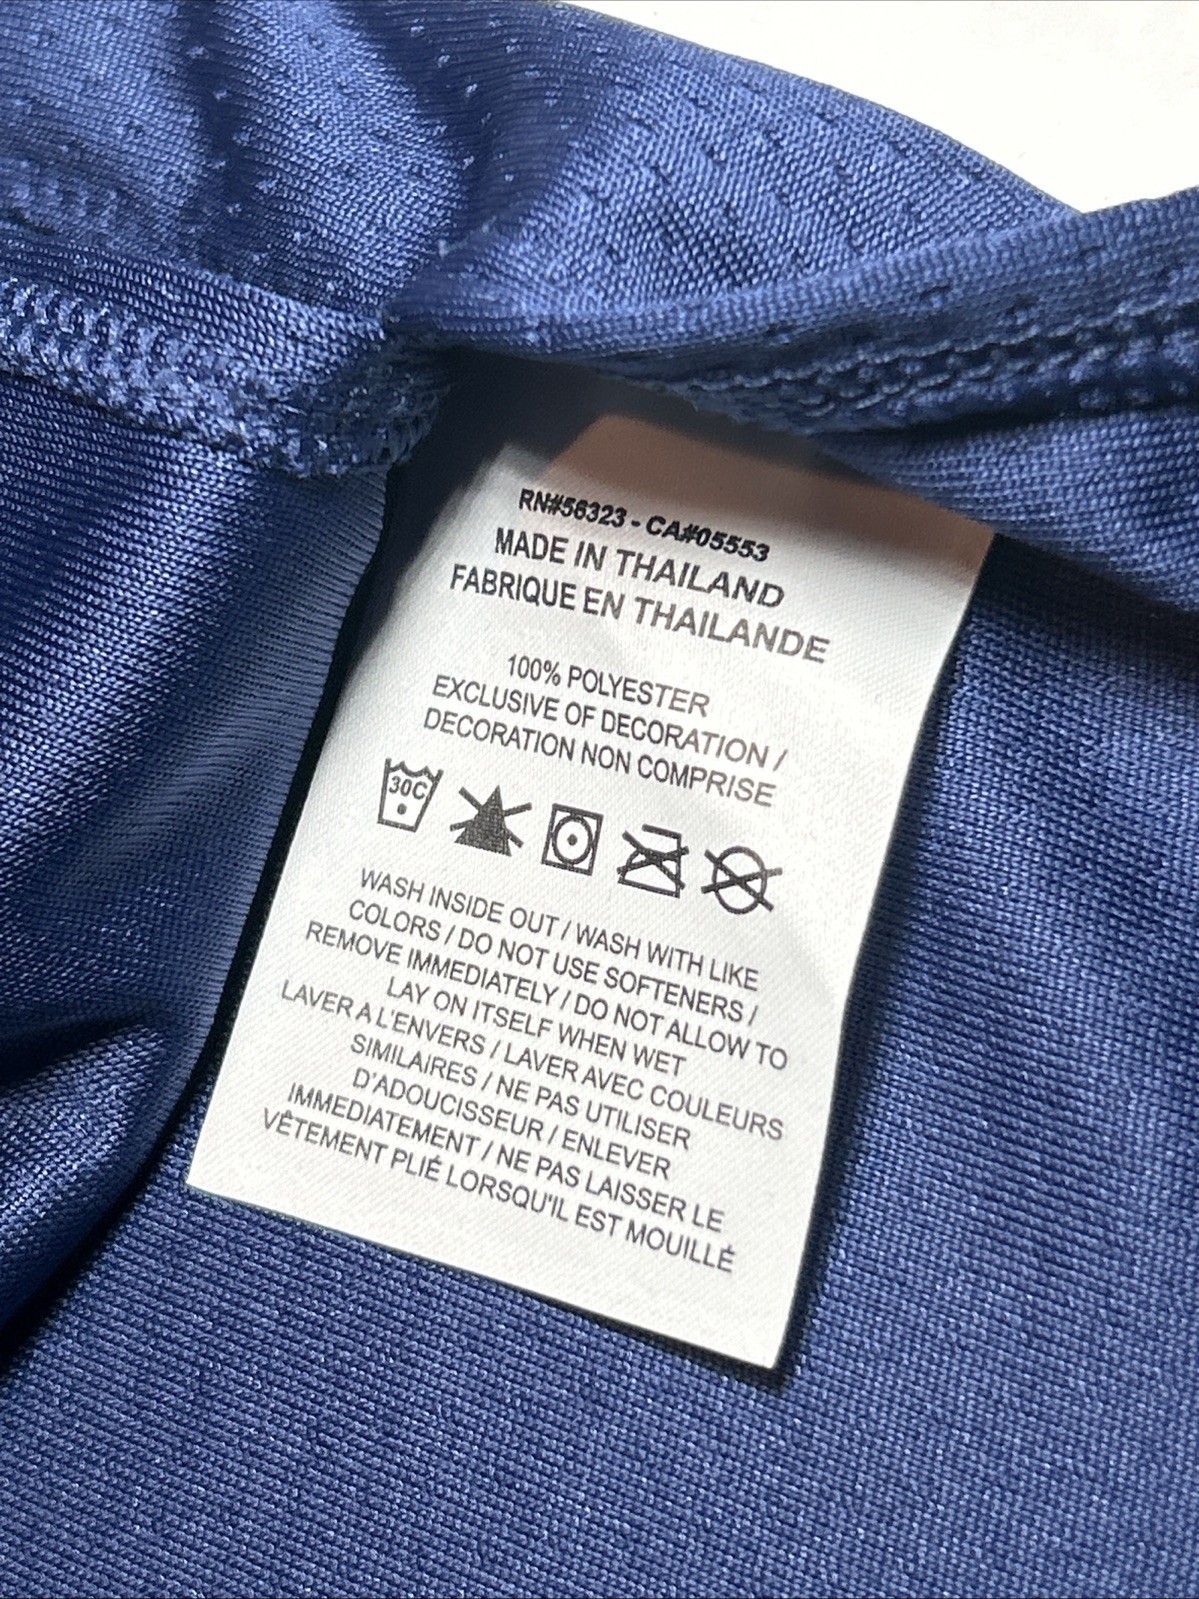 RN#56323 - CA#05553
MADE IN THAILAND
FABRIQUE EN THAILANDE
100% POLYESTER
EXCLUSIVE OF DECORATION /
DECORATION NON COMPRISE
30C
WASH INSIDE OUT / WASH WITH LIKE
COLORS / DO NOT USE SOFTENERS /
REMOVE IMMEDIATELY / DO NOT ALLOW TO
LAY ON ITSELF WHEN WET
LAVER A L'ENVERS / LAVER AVEC COULEURS
SIMILAIRES / NE PAS UTILISER
D'ADOUCISSEUR / ENLEVER
IMMEDIATEMENT / NE PAS LAISSER LE
VÊTEMENT PLIÉ LORSQU'IL EST MOUILLÉ